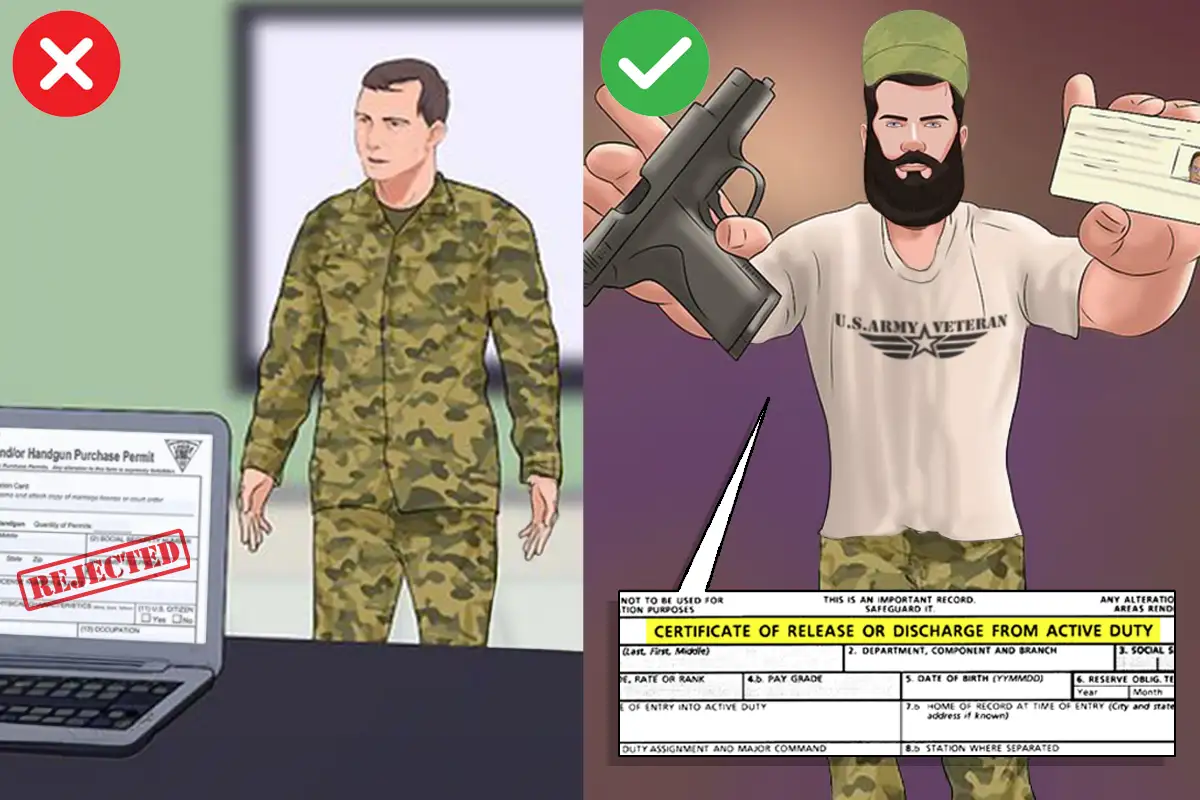 nd/or Handgun Purchase Permit
Purchase Permits. Any alteration to this form is expressly forbidden.
and attach copy of marriage license or court order
Quantity of Permits:
Middle
(2) SOCIAL SECURITY NUMBER
State Zip
REJECTED
PHYSICAL CHARACTERISTICS
(11) U.S. CITIZEN
Yes No
(12) OCCUPATION
U.S.ARMY VETERAN
NOT TO BE USED FOR
TION PURPOSES
THIS IS AN IMPORTANT RECORD.
SAFEGUARD IT.
ANY ALTERATIO
AREAS REND
CERTIFICATE OF RELEASE OR DISCHARGE FROM ACTIVE DUTY
(Last, First, Middle)
2. DEPARTMENT, COMPONENT AND BRANCH
3. SOCIAL S
E, RATE OR RANK
4.b. PAY GRADE
5. DATE OF BIRTH (YYMMDD)
6. RESERVE OBLIG. TE
Year Month
E OF ENTRY INTO ACTIVE DUTY
7.b HOME OF RECORD AT TIME OF ENTRY (City and state
address if known)
DUTY ASSIGNMENT AND MAJOR COMMAND
8.b STATION WHERE SEPARATED